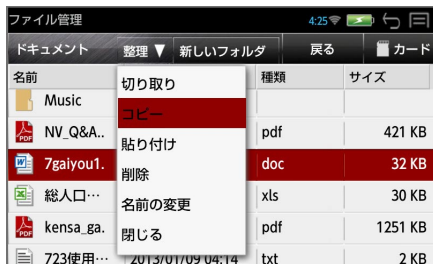 ファイル管理 4:25
ドキュメント 整理 ▼ 新しいフォルダ 戻る カード
名前 種類 サイズ
切り取り
コピー
貼り付け
削除
名前の変更
閉じる
Music
NV_Q&A.. pdf 421 KB
7gaiyou1. doc 32 KB
総人口… xls 30 KB
kensa_ga. pdf 1251 KB
723使用… 2013/01/09 04:14 txt 2 KB